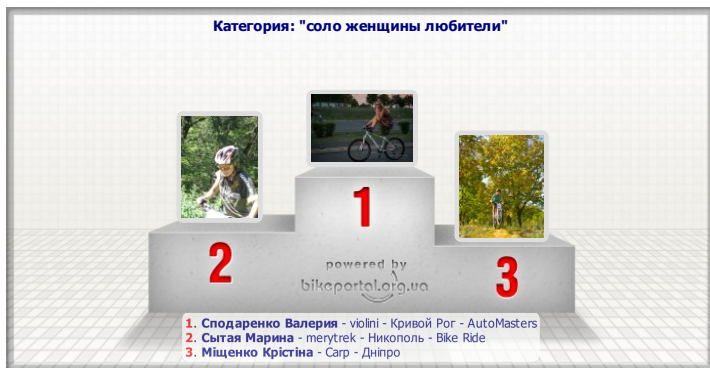 Категория: "соло женщины любители"
1
2
3
powered by
bikeportal.org.ua
1. Сподаренко Валерия - violini - Кривой Рог - AutoMasters
2. Сытая Марина - merytrek - Никополь - Bike Ride
3. Міщенко Крістіна - Carp - Дніпро